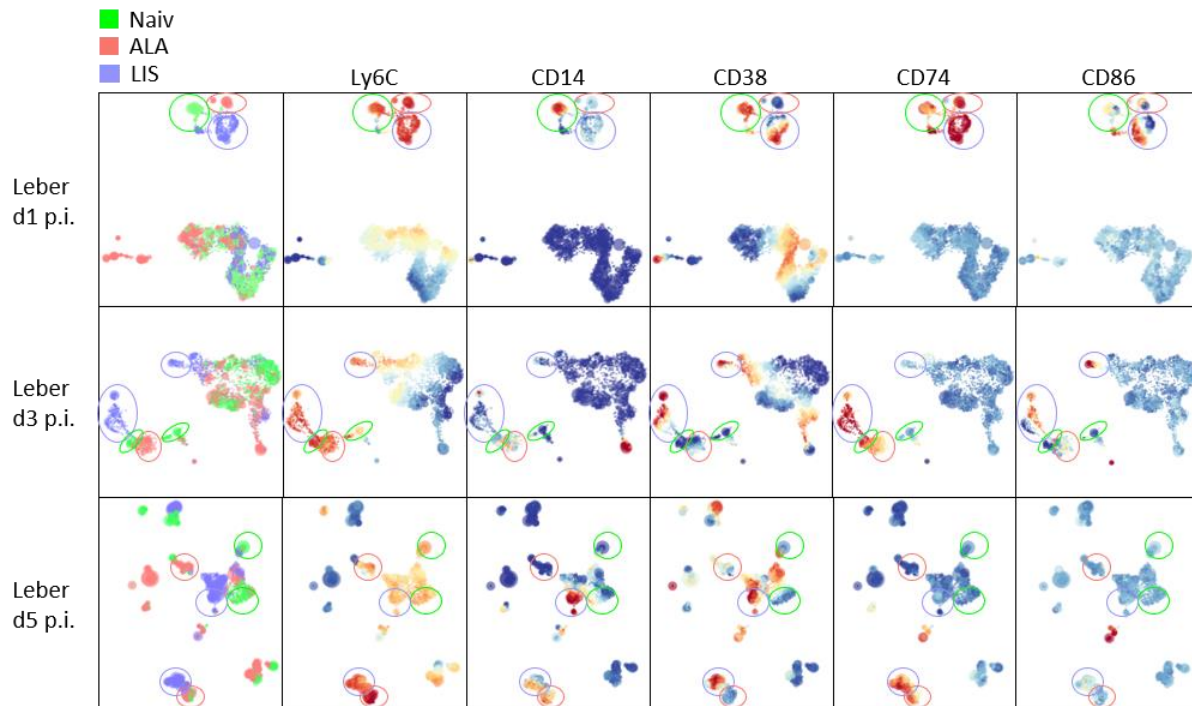 Naiv
ALA
LIS
Ly6C CD14 CD38 CD74 CD86
Leber
d1 p.i.
Leber
d3 p.i.
Leber
d5 p.i.